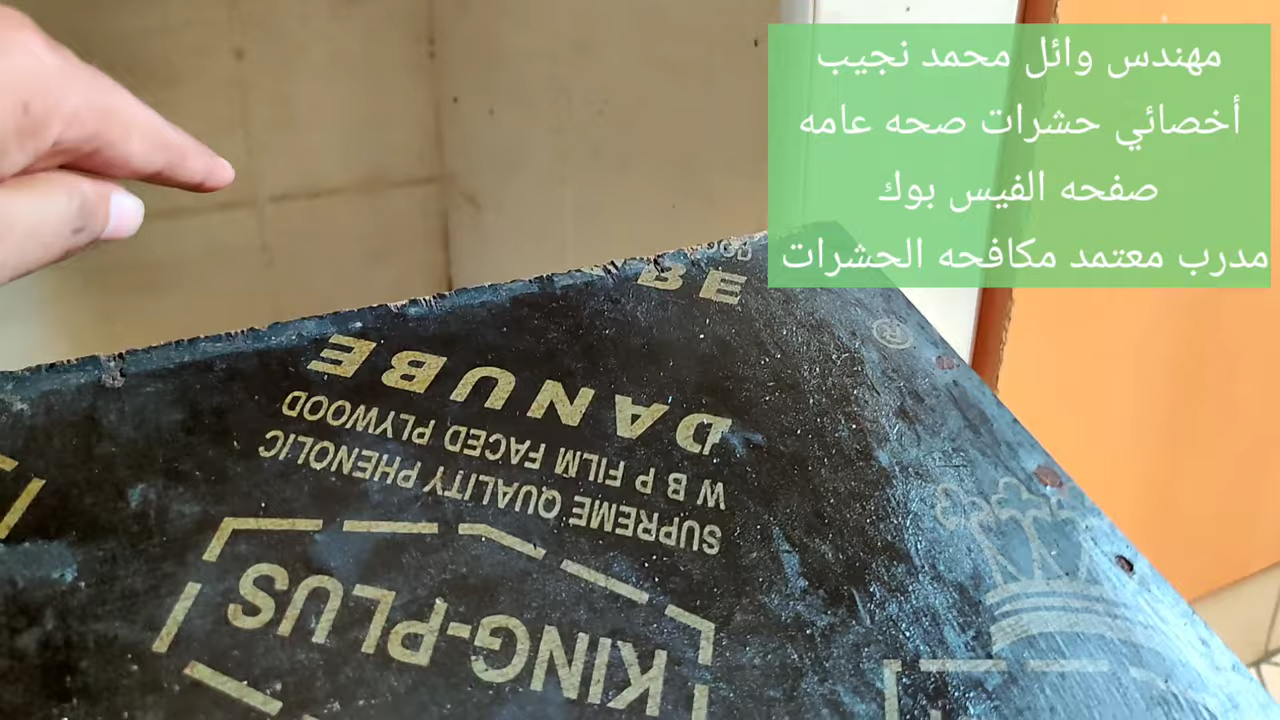 مهندس وائل محمد نجيب
أخصائي حشرات صحه عامه
صفحه الفيس بوك
مدرب معتمد مكافحه الحشرات
KING-PLUS
SUPREME QUALITY PHENOLIC
W B P FILM FACED PLYWOOD
DANUBE
BE